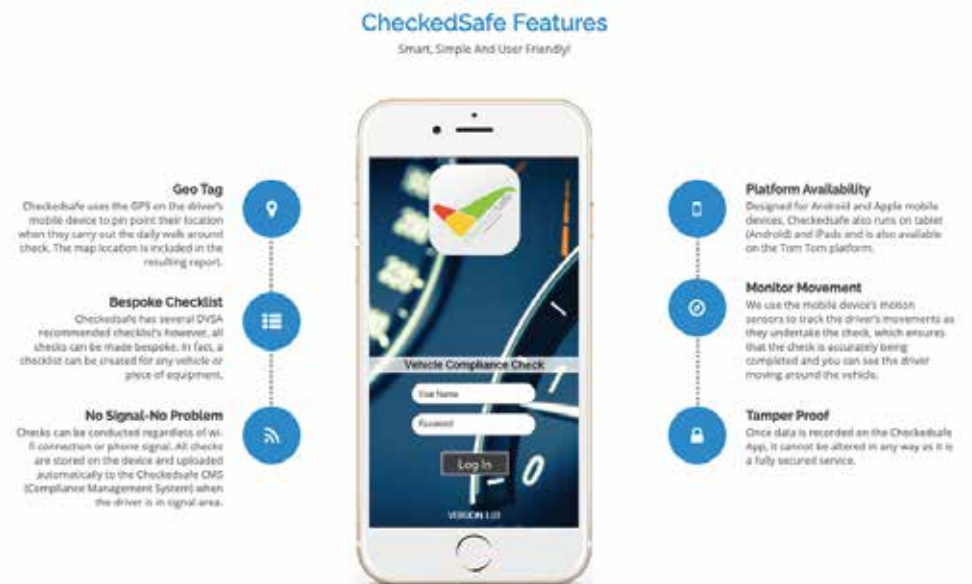 CheckedSafe Features
Smart, Simple And User Friendly!
Geo Tag
Checkedsafe uses the GPS on the driver's
mobile device to pin point their location
when they carry out the daily walk around
check. The map location is included in the
resulting report.
Bespoke Checklist
Checkedsafe has several DVSA
recommended checklist's however, all
checks can be made bespoke. In fact, a
checklist can be created for any vehicle or
piece of equipment.
No Signal-No Problem
Checks can be conducted regardless of wi-
fi connection or phone signal. All checks
are stored on the device and uploaded
automatically to the Checkedsafe CMS
(Compliance Management System) when
the driver is in signal area.
Vehicle Compliance Check
User Name
Password
Log In
VERSION
Platform Availability
Designed for Android and Apple mobile
devices, Checkedsafe also runs on tablet
(Android) and iPads and is also available
on the Tom Tom platform.
Monitor Movement
We use the mobile device's motion
sensors to track the driver's movements as
they undertake the check, which ensures
that the check is accurately being
completed and you can see the driver
moving around the vehicle.
Tamper Proof
Once data is recorded on the Checkedsafe
App, it cannot be altered in any way as it is
a fully secured service.